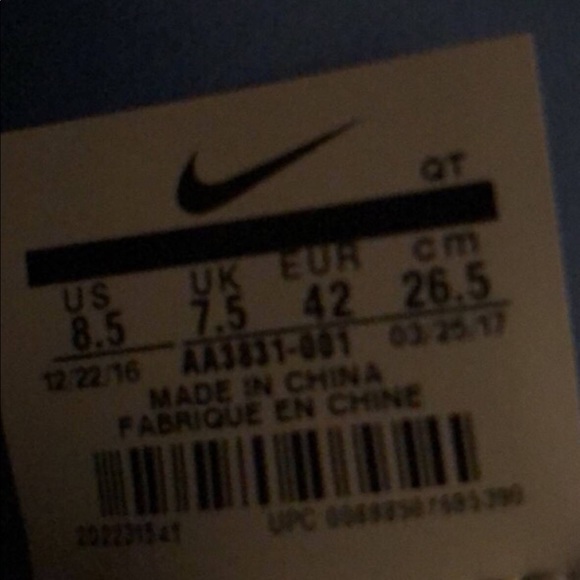 QT
US UK EUR cm
8.5 7.5 42 26.5
12/22/16 AA3831-001 03/25/17
MADE IN CHINA
FABRIQUE EN CHINE
UPC